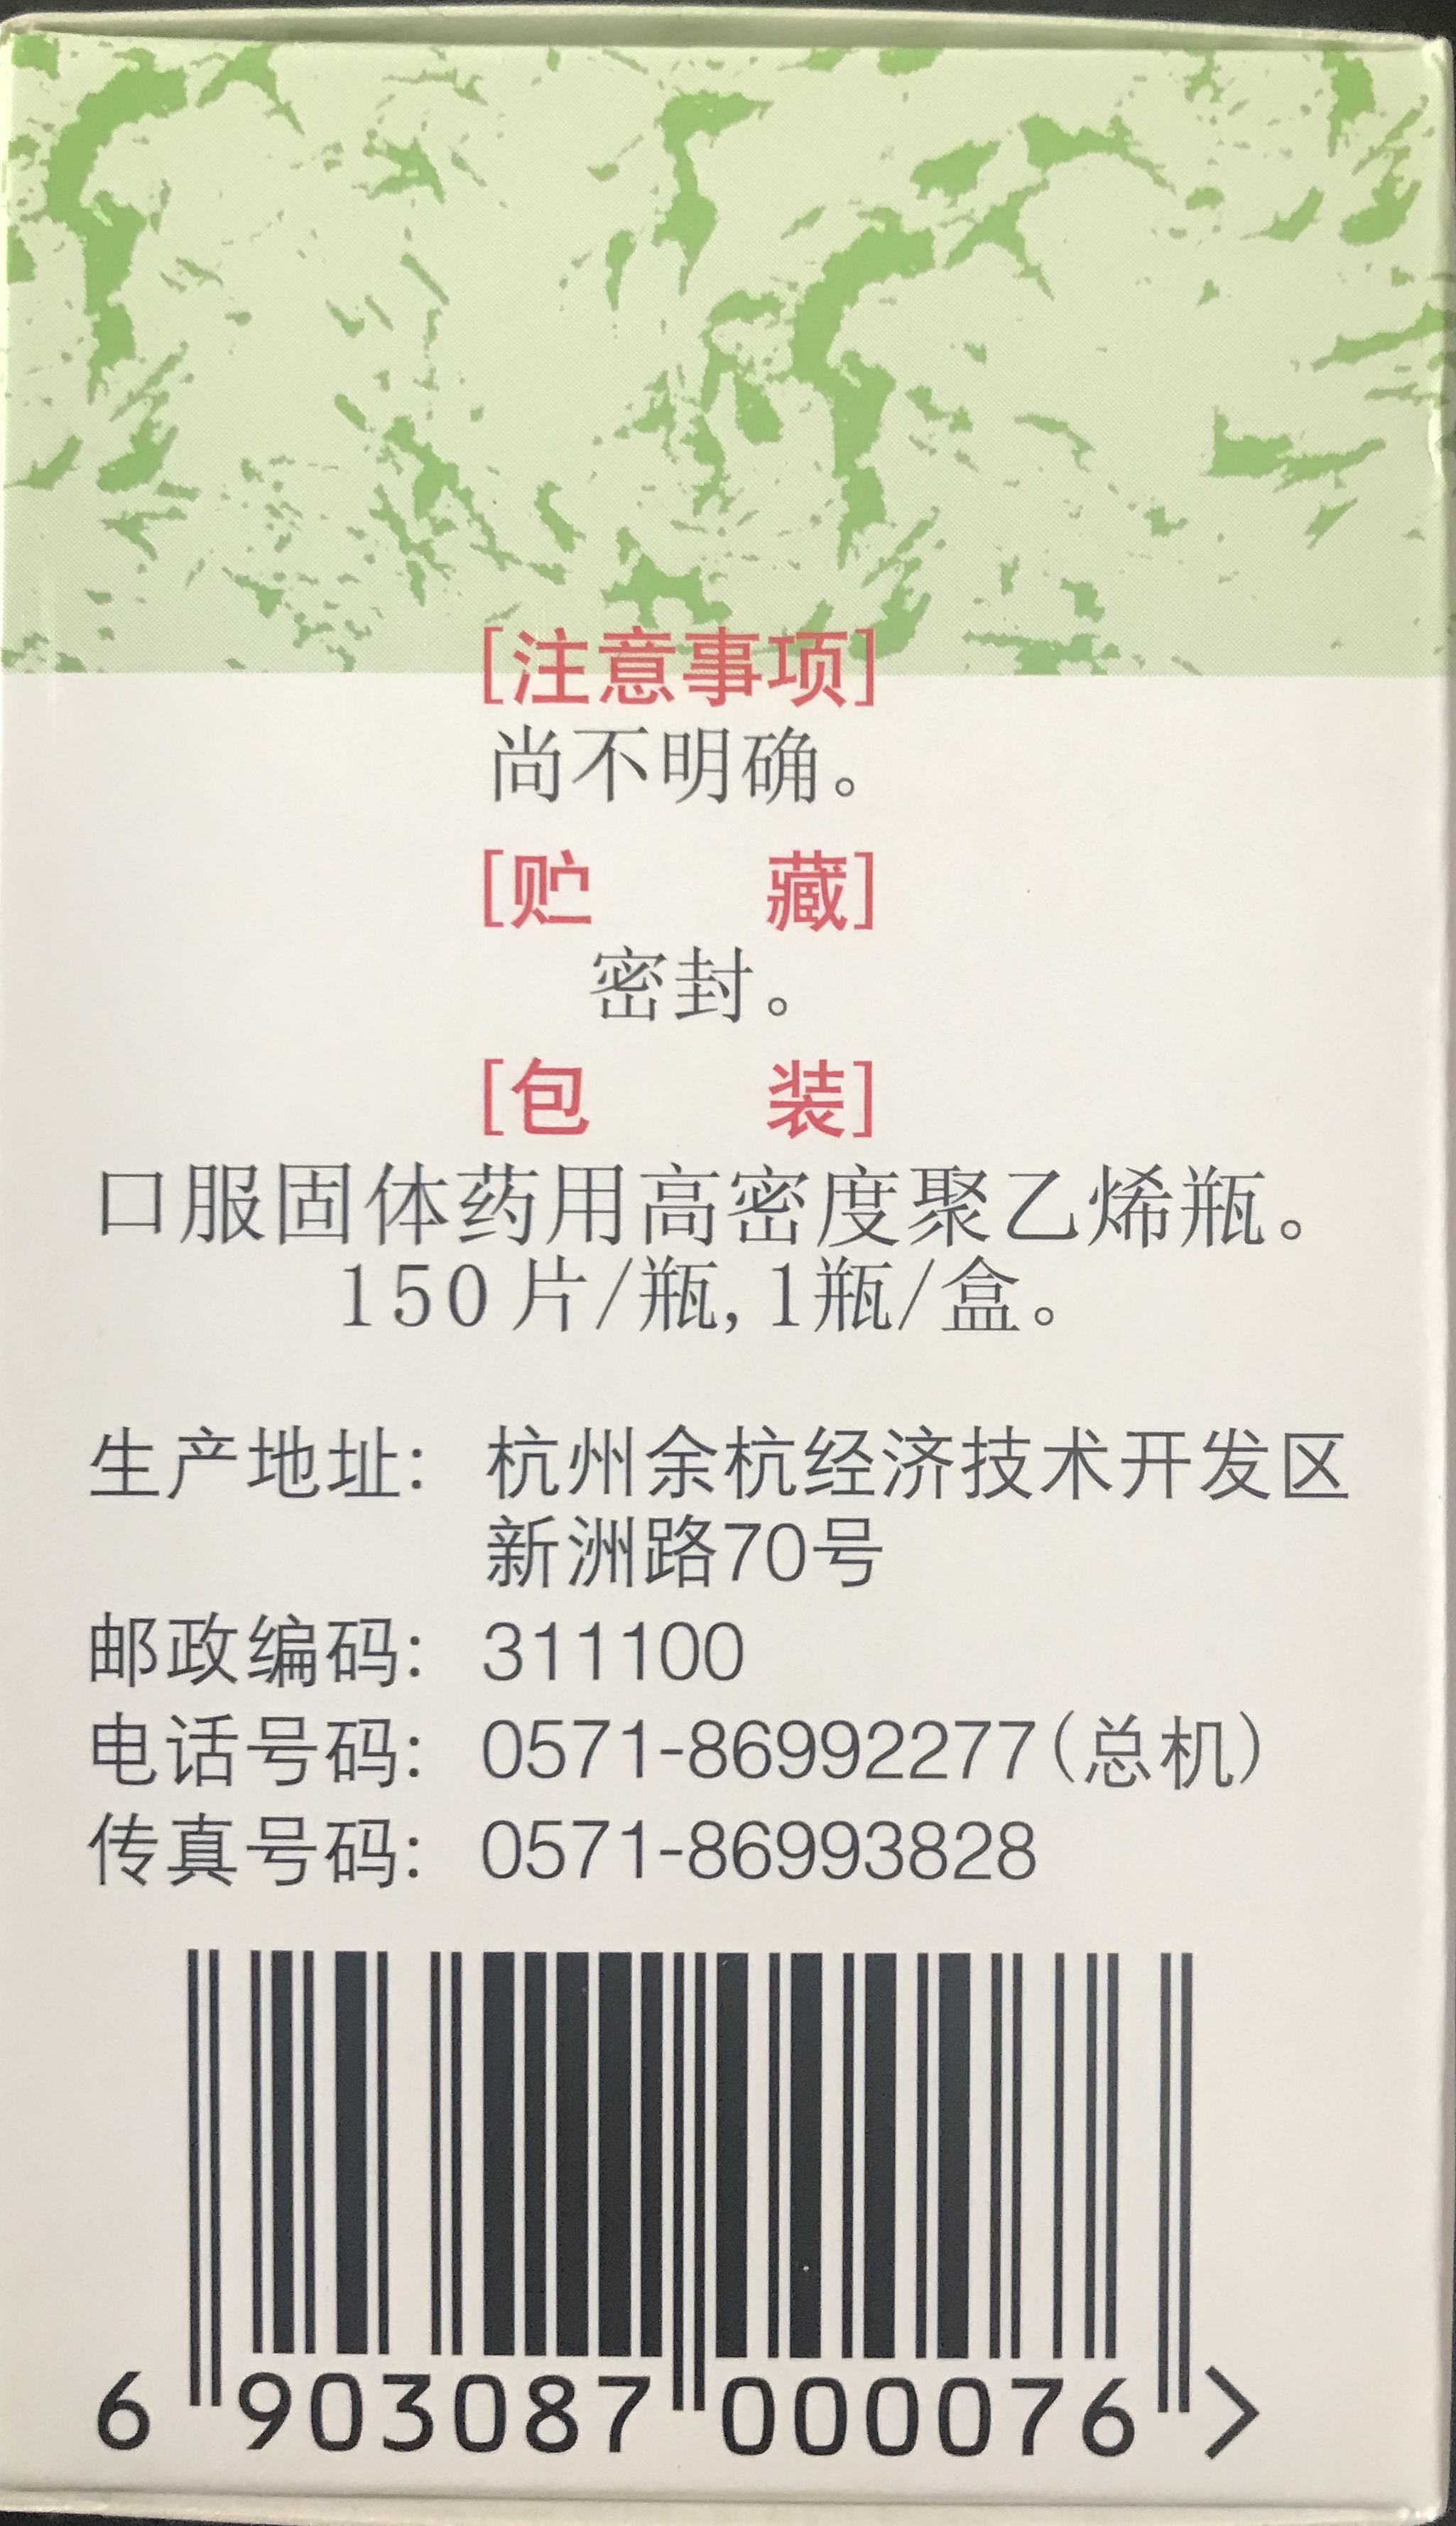 [注意事项]
尚不明确。
[贮 藏]
密封。
[包 装]
口服固体药用高密度聚乙烯瓶。
150片/瓶,1瓶/盒。
生产地址: 杭州余杭经济技术开发区
新洲路70号
邮政编码: 311100
电话号码: 0571-86992277(总机)
传真号码: 0571-86993828
6 903087 000076 >